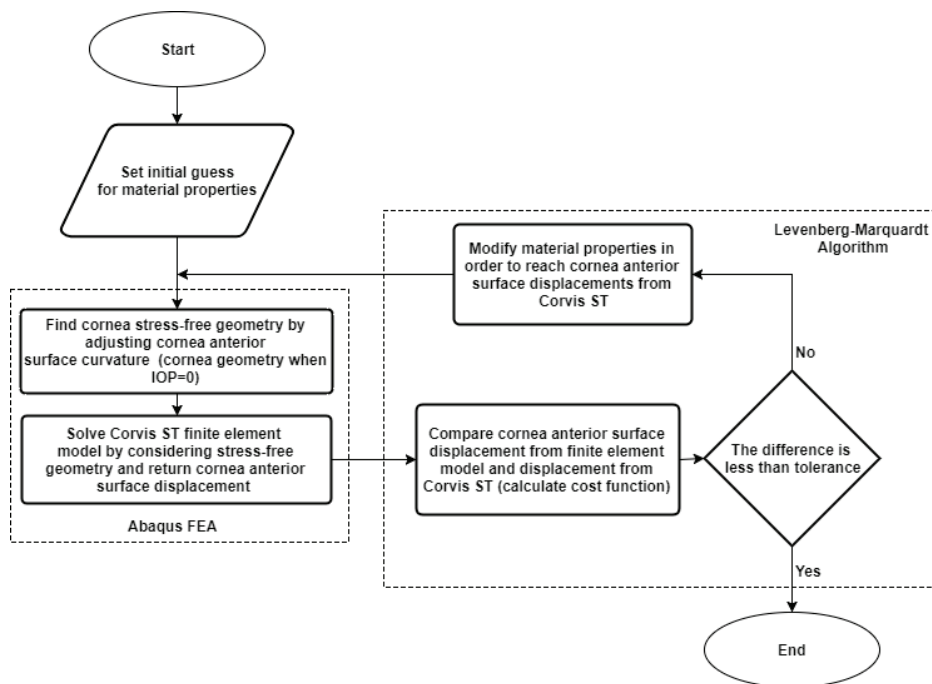 Start
Set initial guess
for material properties
Levenberg-Marquardt
Algorithm
Modify material properties in
order to reach cornea anterior
surface displacements from
Corvis ST
Find cornea stress-free geometry by
adjusting cornea anterior
surface curvature (cornea geometry when
IOP=0)
Solve Corvis ST finite element
model by considering stress-free
geometry and return cornea anterior
surface displacement
Abaqus FEA
Compare cornea anterior surface
displacement from finite element
model and displacement from
Corvis ST (calculate cost function)
No
The difference is
less than tolerance
Yes
End